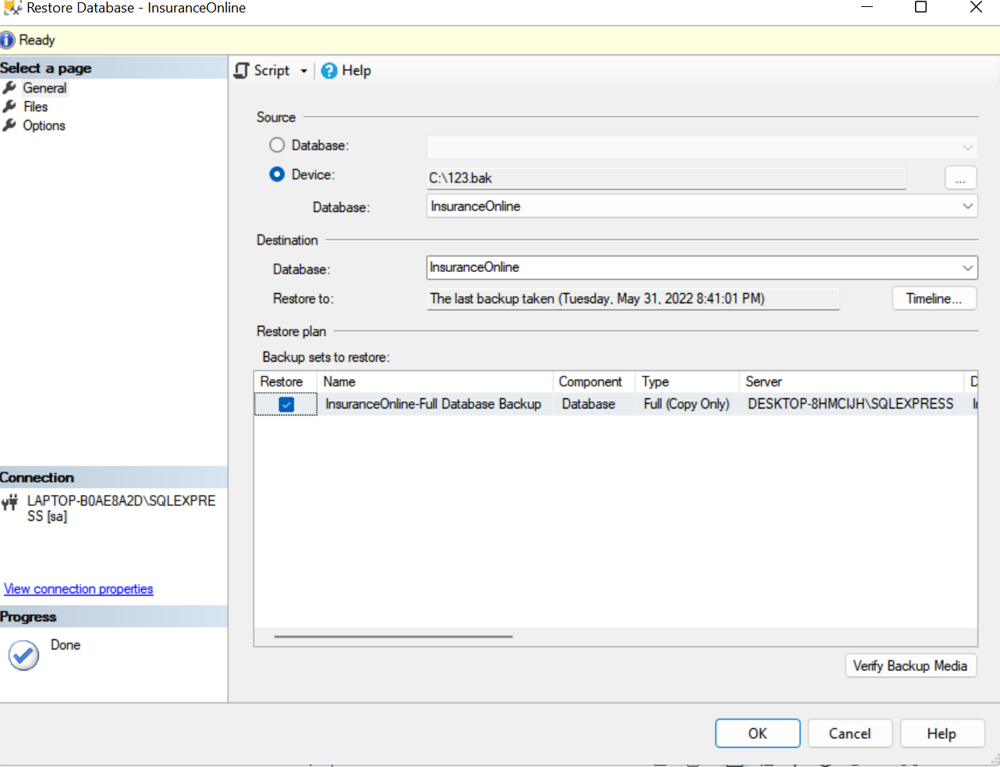 Restore Database - InsuranceOnline
Ready
Select a page
General
Files
Options
Script
Help
Source
Database:
Device:
C:\123.bak
...
Database:
InsuranceOnline
Destination
Database:
InsuranceOnline
Restore to:
The last backup taken (Tuesday, May 31, 2022 8:41:01 PM)
Timeline...
Restore plan
Backup sets to restore:
Restore Name Component Type Server
InsuranceOnline-Full Database Backup Database Full (Copy Only) DESKTOP-8HMCIJH\SQLEXPRESS
Connection
LAPTOP-B0AE8A2D\SQLEXPRE
SS [sa]
View connection properties
Progress
Done
Verify Backup Media
OK
Cancel
Help